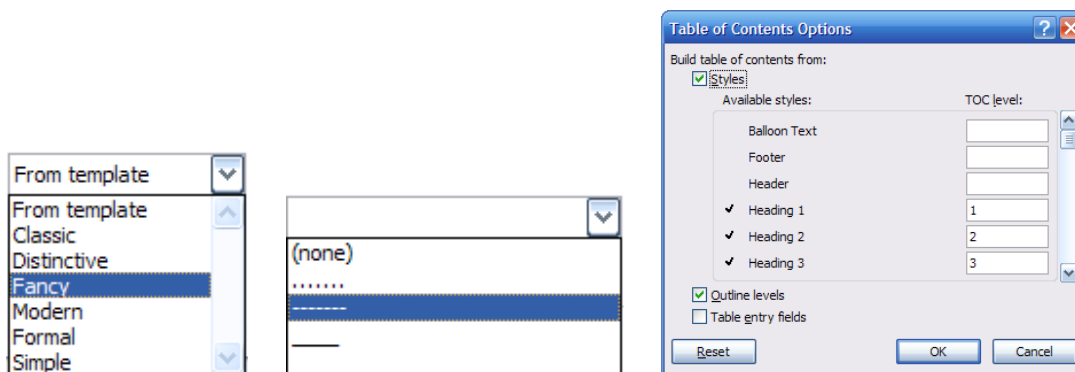 From template
From template
Classic
Distinctive
Fancy
Modern
Formal
Simple
(none)
.......
-------
____
Table of Contents Options
Build table of contents from:
Styles
Available styles: TOC level:
Balloon Text
Footer
Header
Heading 1 1
Heading 2 2
Heading 3 3
Outline levels
Table entry fields
Reset OK Cancel